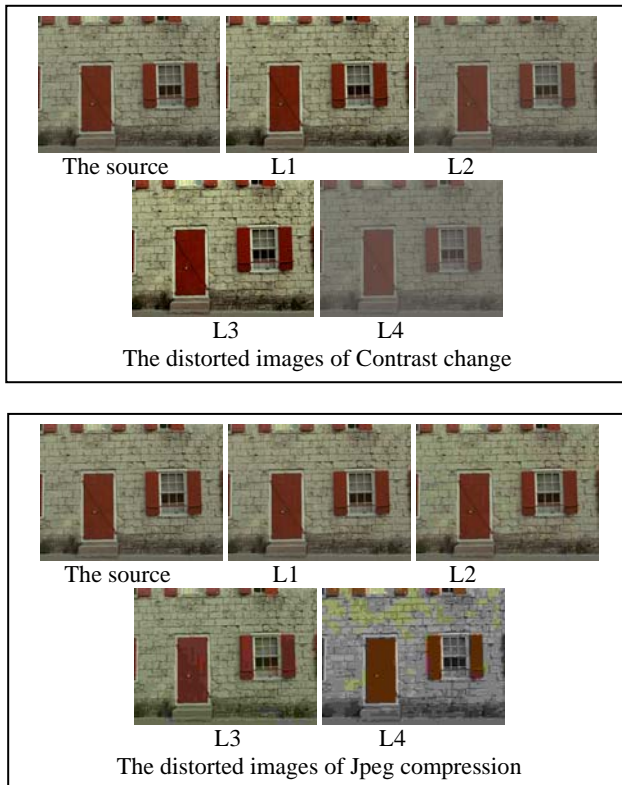 The source L1 L2
L3 L4
The distorted images of Contrast change
The source L1 L2
L3 L4
The distorted images of Jpeg compression